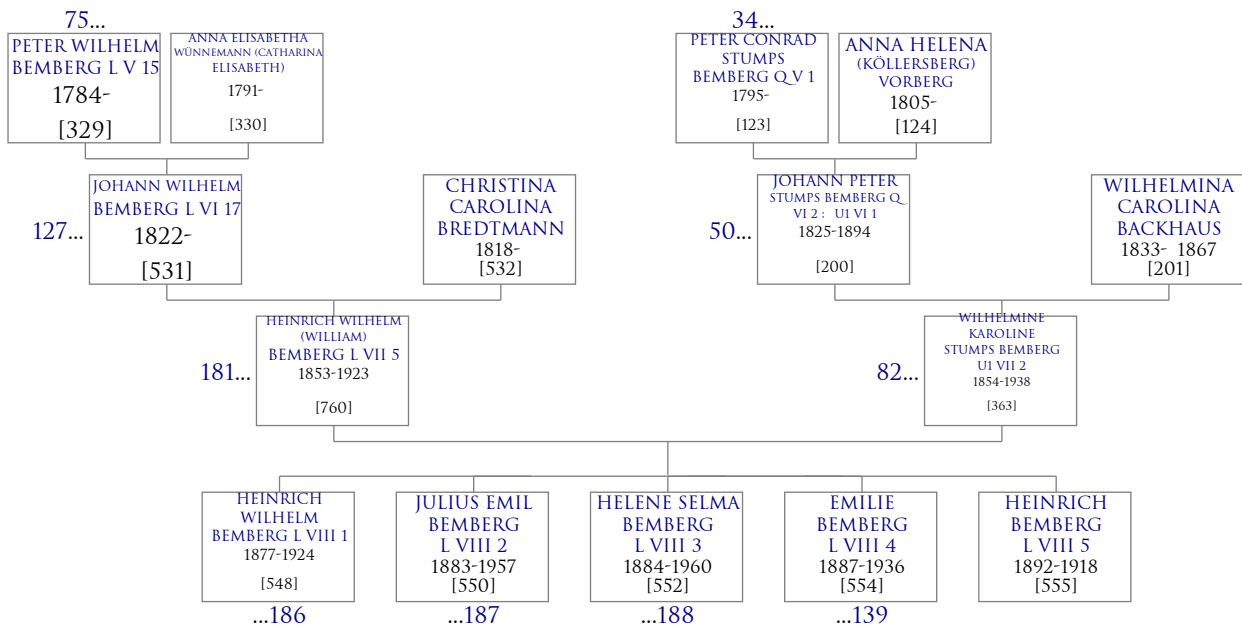 75...
PETER WILHELM
BEMBERG L V 15
1784-
[329]
ANNA ELISABETHA
WÜNNEMANN (CATHARINA
ELISABETH)
1791-
[330]
34...
PETER CONRAD
STUMPS
BEMBERG Q V 1
1795-
[123]
ANNA HELENA
(KÖLLERSBERG)
VORBERG
1805-
[124]
127...
JOHANN WILHELM
BEMBERG L VI 17
1822-
[531]
CHRISTINA
CAROLINA
BREDTMANN
1818-
[532]
50...
JOHANN PETER
STUMPS BEMBERG Q
VI 2 : U1 VI 1
1825-1894
[200]
WILHELMINA
CAROLINA
BACKHAUS
1833- 1867
[201]
181...
HEINRICH WILHELM
(WILLIAM)
BEMBERG L VII 5
1853-1923
[760]
82...
WILHELMINE
KAROLINE
STUMPS BEMBERG
U1 VII 2
1854-1938
[363]
HEINRICH
WILHELM
BEMBERG L VIII 1
1877-1924
[548]
...186
JULIUS EMIL
BEMBERG
L VIII 2
1883-1957
[550]
...187
HELENE SELMA
BEMBERG
L VIII 3
1884-1960
[552]
...188
EMILIE
BEMBERG
L VIII 4
1887-1936
[554]
...139
HEINRICH
BEMBERG
L VIII 5
1892-1918
[555]